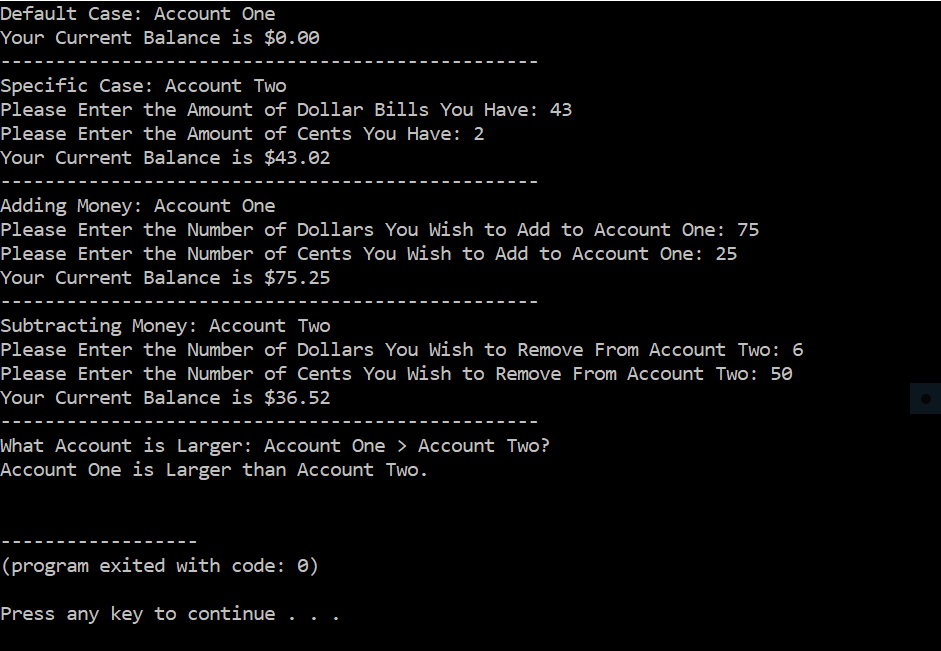 Default Case: Account One
Your Current Balance is $0.00
-------------------------------------------------
Specific Case: Account Two
Please Enter the Amount of Dollar Bills You Have: 43
Please Enter the Amount of Cents You Have: 2
Your Current Balance is $43.02
-------------------------------------------------
Adding Money: Account One
Please Enter the Number of Dollars You Wish to Add to Account One: 75
Please Enter the Number of Cents You Wish to Add to Account One: 25
Your Current Balance is $75.25
-------------------------------------------------
Subtracting Money: Account Two
Please Enter the Number of Dollars You Wish to Remove From Account Two: 6
Please Enter the Number of Cents You Wish to Remove From Account Two: 50
Your Current Balance is $36.52
-------------------------------------------------
What Account is Larger: Account One > Account Two?
Account One is Larger than Account Two.
------------------
(program exited with code: 0)
Press any key to continue . . .